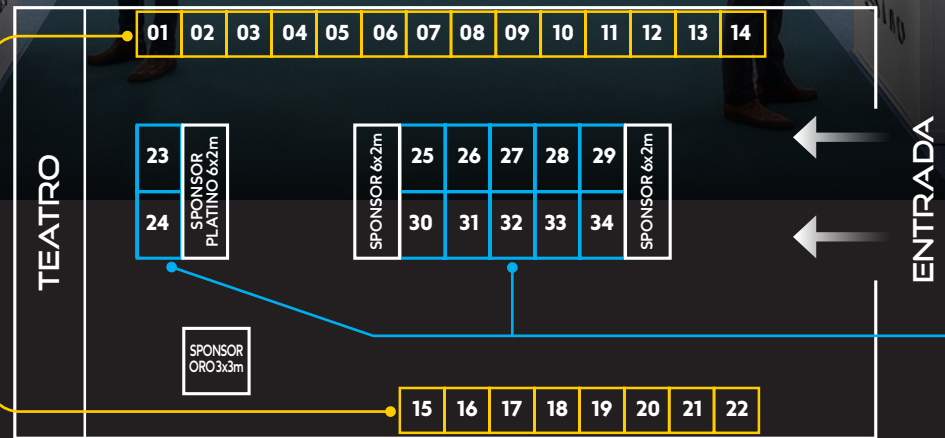 01 02 03 04 05 06 07 08 09 10 11 12 13 14
TEATRO
23
24
SPONSOR
PLATINO 6x2m
SPONSOR 6x2m
25 26 27 28 29
30 31 32 33 34
SPONSOR 6x2m
ENTRADA
SPONSOR
ORO 3x3m
15 16 17 18 19 20 21 22